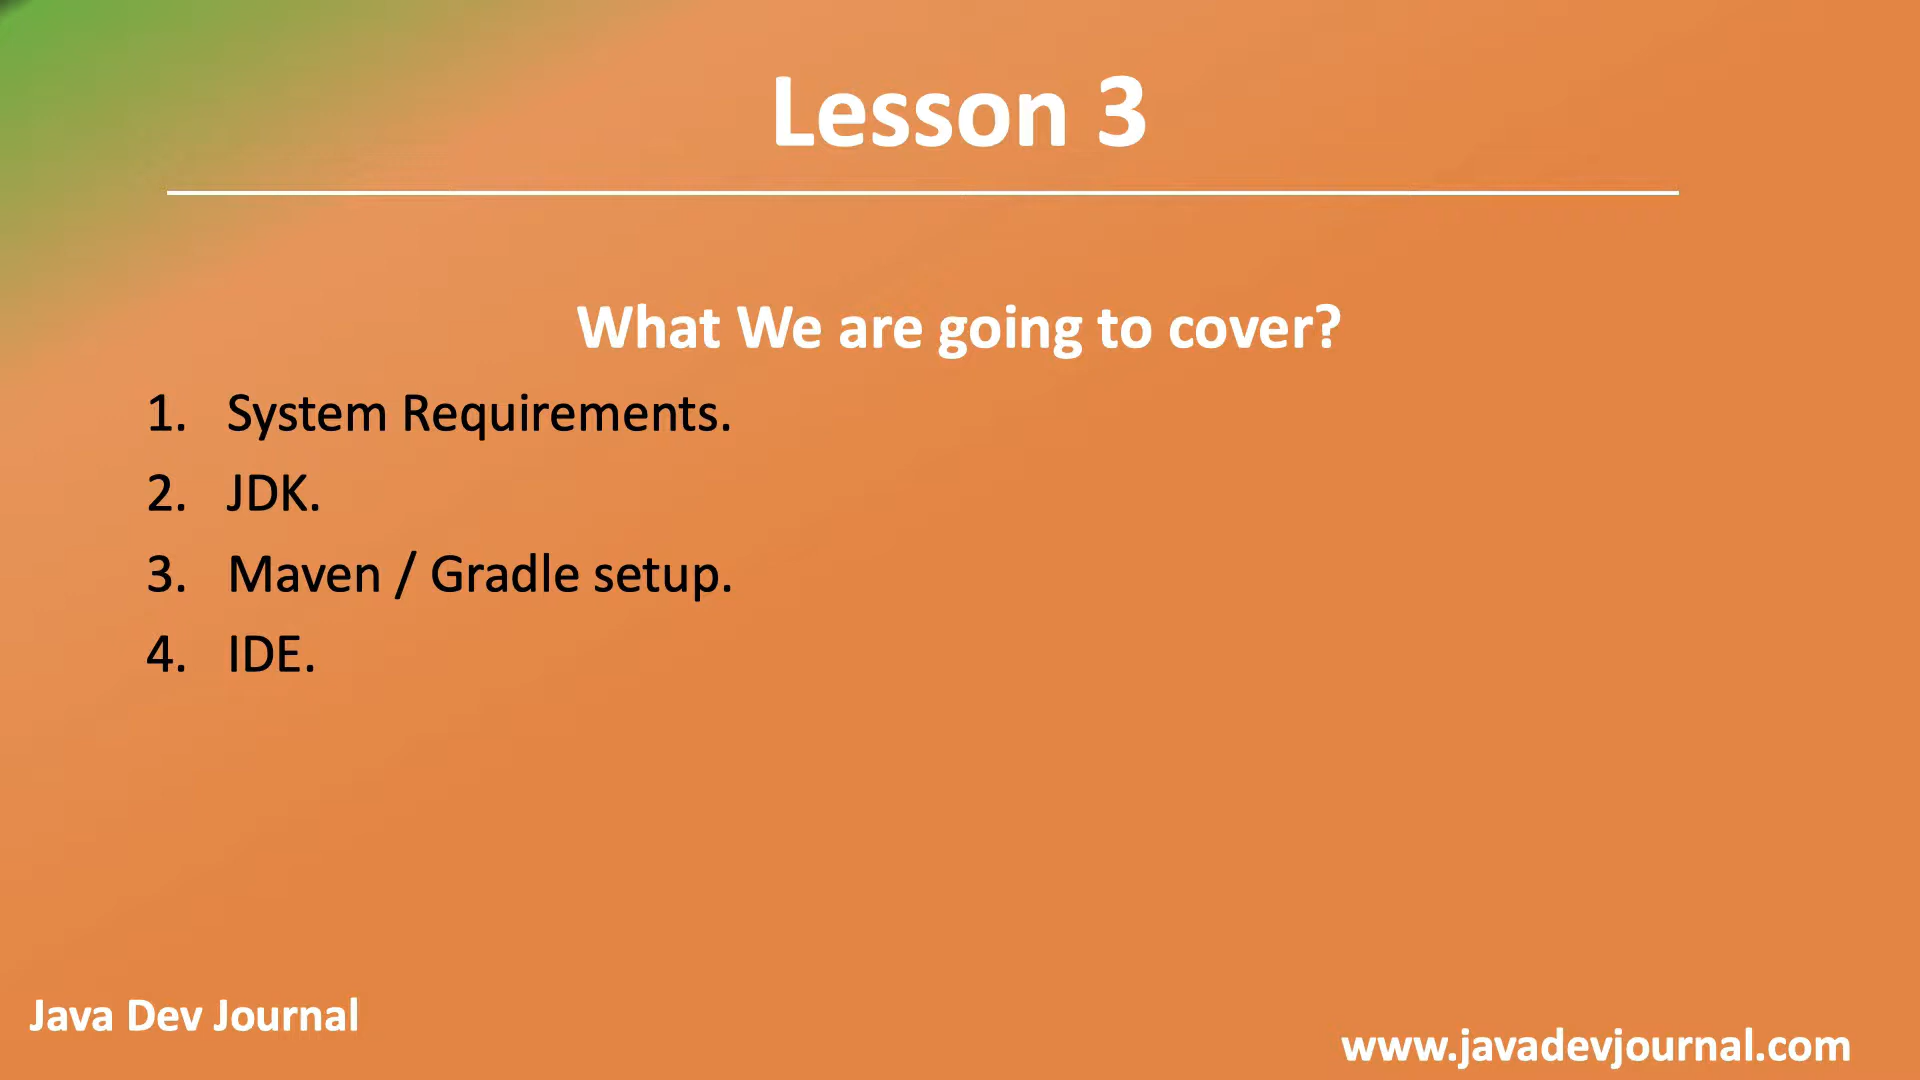 Lesson 3
What We are going to cover?
1. System Requirements.
2. JDK.
3. Maven / Gradle setup.
4. IDE.
Java Dev Journal
www.javadevjournal.com